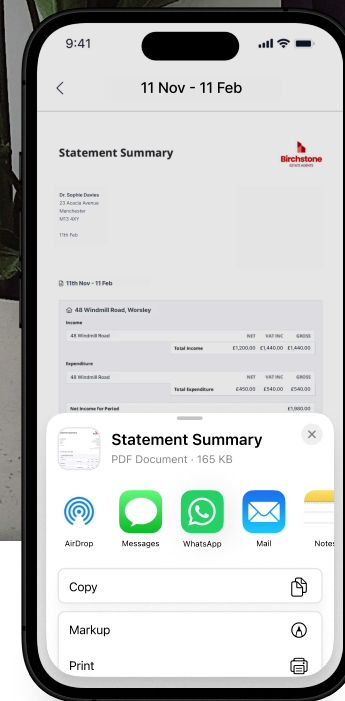 9:41
11 Nov - 11 Feb
Statement Summary
Birchstone
ESTATE AGENTS
Dr. Sophie Davies
23 Acacia Avenue
Manchester
M13 4XY
11th Feb
11th Nov - 11 Feb
48 Windmill Road, Worsley
Income
48 Windmill Road NET VAT INC GROSS
Total Income £1,200.00 £1,440.00 £1,440.00
Expenditure
48 Windmill Road NET VAT INC GROSS
Total Expenditure £450.00 £540.00 £540.00
Net Income for Period £1,980.00
Statement Summary
PDF Document · 165 KB
AirDrop Messages WhatsApp Mail Notes
Copy
Markup
Print